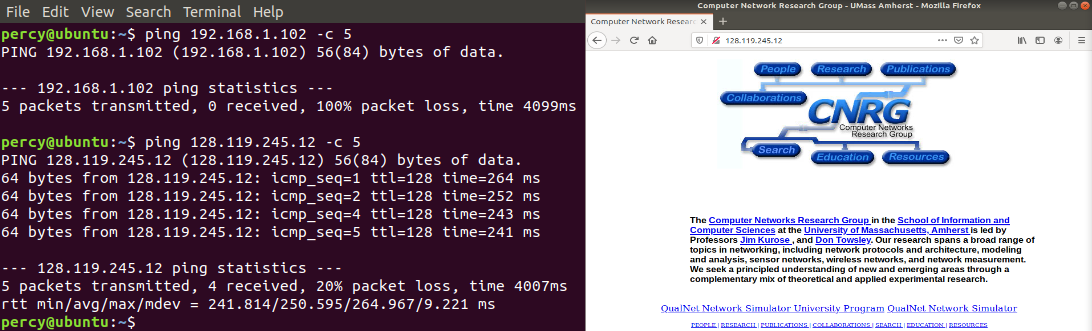 File Edit View Search Terminal Help
percy@ubuntu:~$ ping 192.168.1.102 -c 5
PING 192.168.1.102 (192.168.1.102) 56(84) bytes of data.
--- 192.168.1.102 ping statistics ---
5 packets transmitted, 0 received, 100% packet loss, time 4099ms
percy@ubuntu:~$ ping 128.119.245.12 -c 5
PING 128.119.245.12 (128.119.245.12) 56(84) bytes of data.
64 bytes from 128.119.245.12: icmp_seq=1 ttl=128 time=264 ms
64 bytes from 128.119.245.12: icmp_seq=2 ttl=128 time=252 ms
64 bytes from 128.119.245.12: icmp_seq=4 ttl=128 time=243 ms
64 bytes from 128.119.245.12: icmp_seq=5 ttl=128 time=241 ms
--- 128.119.245.12 ping statistics ---
5 packets transmitted, 4 received, 20% packet loss, time 4007ms
rtt min/avg/max/mdev = 241.814/250.595/264.967/9.221 ms
percy@ubuntu:~$
Computer Network Research Group - UMass Amherst - Mozilla Firefox
Computer Network Resear
128.119.245.12
People Research Publications
Collaborations
CNRG
Computer Networks
Research Group
Search Education Resources
The Computer Networks Research Group in the School of Information and
Computer Sciences at the University of Massachusetts, Amherst is led by
Professors Jim Kurose , and Don Towsley. Our research spans a broad range of
topics in networking, including network protocols and architecture, modeling
and analysis, sensor networks, wireless networks, and network measurement.
We seek a principled understanding of new and emerging areas through a
complementary mix of theoretical and applied experimental research.
QualNet Network Simulator University Program QualNet Network Simulator
PEOPLE | RESEARCH | PUBLICATIONS | COLLABORATIONS | SEARCH | EDUCATION | RESOURCES